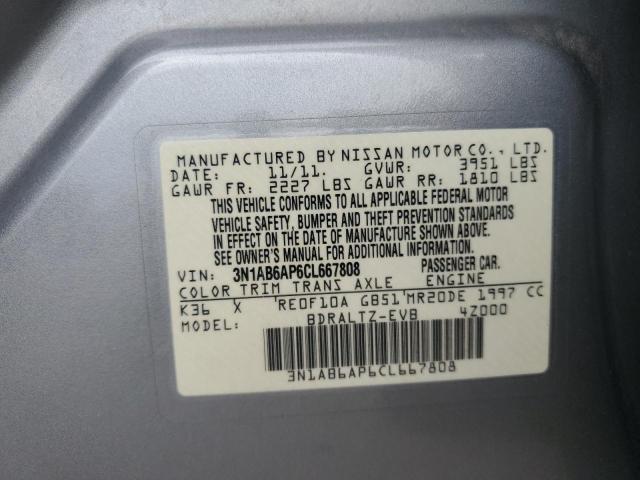 MANUFACTURED BY NISSAN MOTOR CO., LTD.
DATE: 11/11. GVWR: 3951 LBS
GAWR FR: 2227 LBS GAWR RR: 1810 LBS
THIS VEHICLE CONFORMS TO ALL APPLICABLE FEDERAL MOTOR
VEHICLE SAFETY, BUMPER AND THEFT PREVENTION STANDARDS
IN EFFECT ON THE DATE OF MANUFACTURE SHOWN ABOVE.
SEE OWNER'S MANUAL FOR ADDITIONAL INFORMATION.
VIN: 3N1AB6AP6CL667808 PASSENGER CAR.
COLOR TRIM TRANS AXLE ENGINE
K36 X RE0F10A GB51 MR20DE 1997 CC
MODEL: BDRALTZ-EVB 4Z000
3N1AB6AP6CL667808